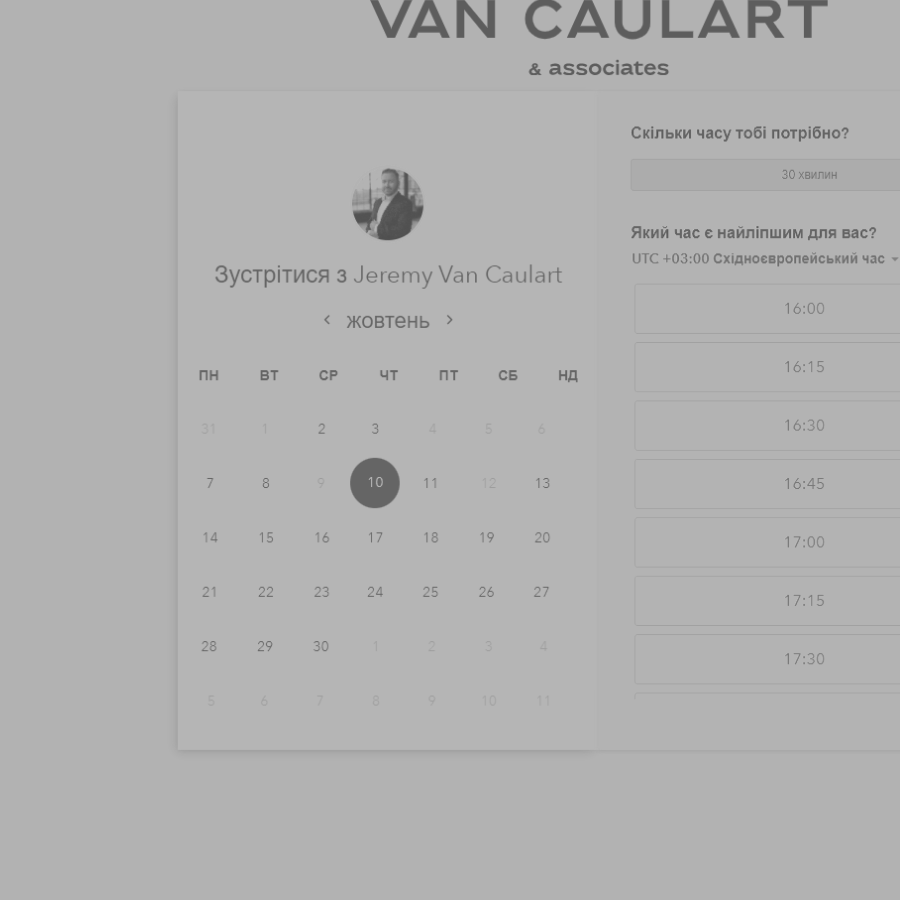 VAN CAULART
& associates
Зустрітися з Jeremy Van Caulart
жовтень
ПН ВТ СР ЧТ ПТ СБ НД
31 1 2 3 4 5 6
7 8 9 10 11 12 13
14 15 16 17 18 19 20
21 22 23 24 25 26 27
28 29 30 1 2 3 4
5 6 7 8 9 10 11
Скільки часу тобі потрібно?
30 хвилин
Який час є найліпшим для вас?
UTC +03:00 Східноєвропейський час
16:00
16:15
16:30
16:45
17:00
17:15
17:30